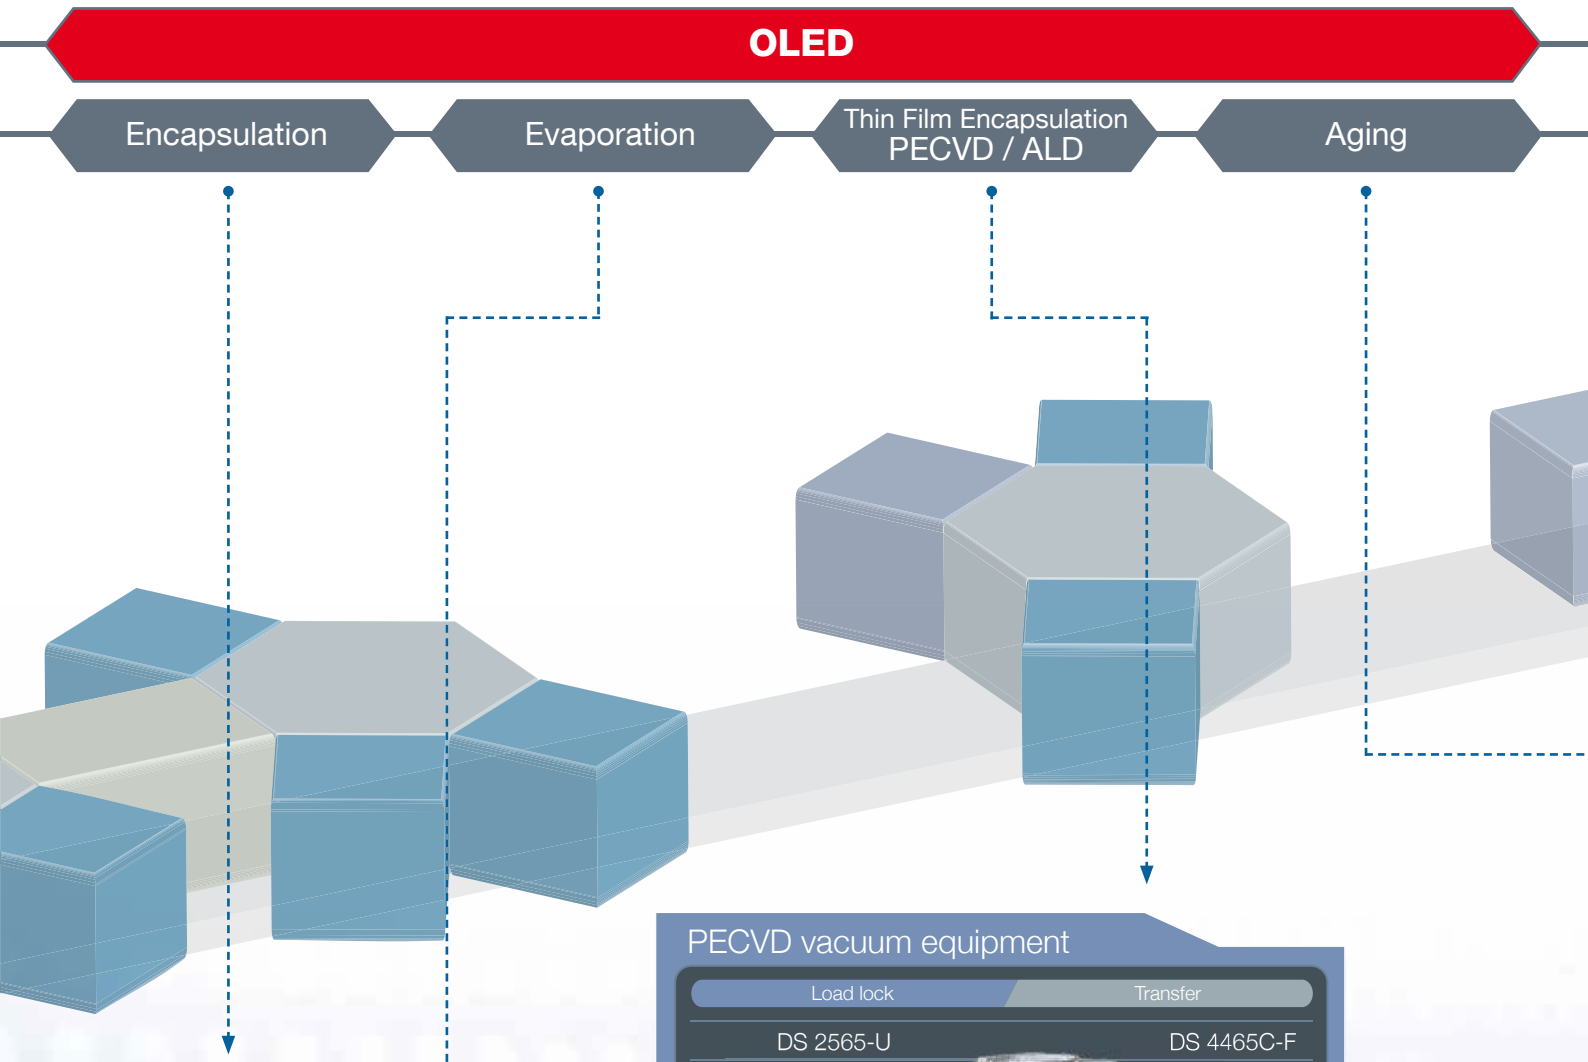 OLED
Encapsulation
Evaporation
Thin Film Encapsulation
PECVD / ALD
Aging
PECVD vacuum equipment
Load lock
Transfer
DS 2565-U
DS 4465C-F